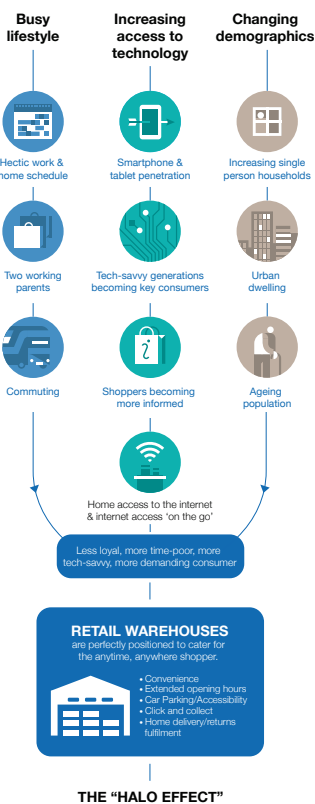 Busy
lifestyle
Increasing
access to
technology
Changing
demographics
Hectic work &
home schedule
Smartphone &
tablet penetration
Increasing single
person households
Two working
parents
Tech-savvy generations
becoming key consumers
Urban
dwelling
Commuting
Shoppers becoming
more informed
Ageing
population
Home access to the internet
& internet access ‘on the go’
Less loyal, more time-poor, more
tech-savvy, more demanding consumer
RETAIL WAREHOUSES
are perfectly positioned to cater for
the anytime, anywhere shopper.
• Convenience
• Extended opening hours
• Car Parking/Accessibility
• Click and collect
• Home delivery/returns
fulfilment
THE “HALO EFFECT”